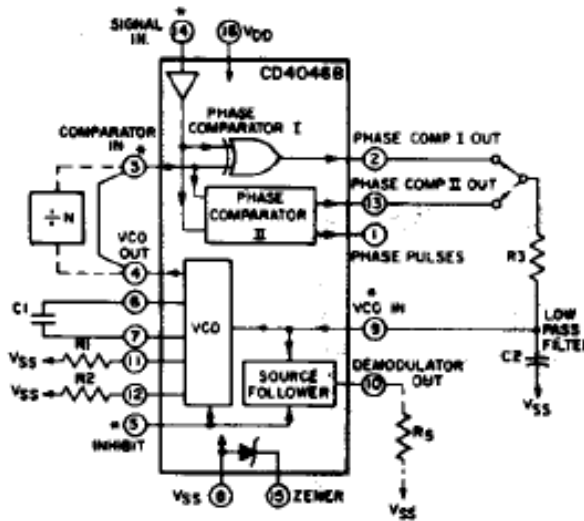 *
SIGNAL IN.
14
16
VDD
CD4046B
PHASE COMPARATOR I
COMPARATOR IN
*
3
2
PHASE COMP I OUT
13
PHASE COMP II OUT
÷ N
PHASE COMPARATOR II
1
PHASE PULSES
VCO OUT
4
R3
C1
6
7
VCO
*
VCO IN
9
LOW PASS FILTER
C2
VSS
R1
VSS
11
SOURCE FOLLOWER
DEMODULATOR OUT
10
R2
VSS
12
RS
VSS
*
5
INHIBIT
VSS
8
15
ZENER